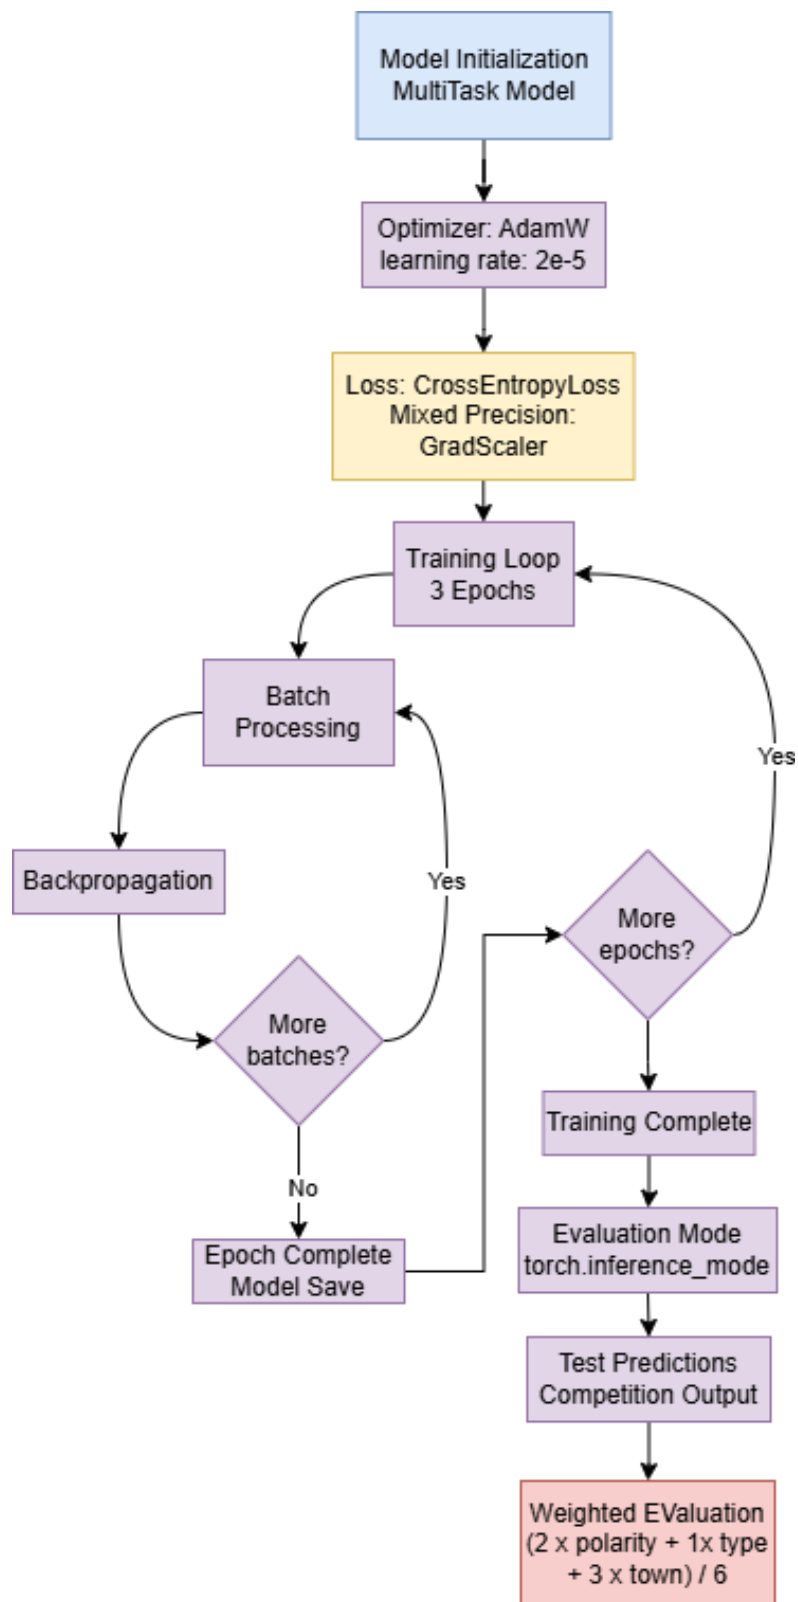 Model Initialization
MultiTask Model
Optimizer: AdamW
learning rate: 2e-5
Loss: CrossEntropyLoss
Mixed Precision:
GradScaler
Training Loop
3 Epochs
Batch
Processing
Backpropagation
More
batches?
Yes
No
Epoch Complete
Model Save
More
epochs?
Yes
Training Complete
Evaluation Mode
torch.inference_mode
Test Predictions
Competition Output
Weighted EValuation
(2 x polarity + 1x type
+ 3 x town) / 6